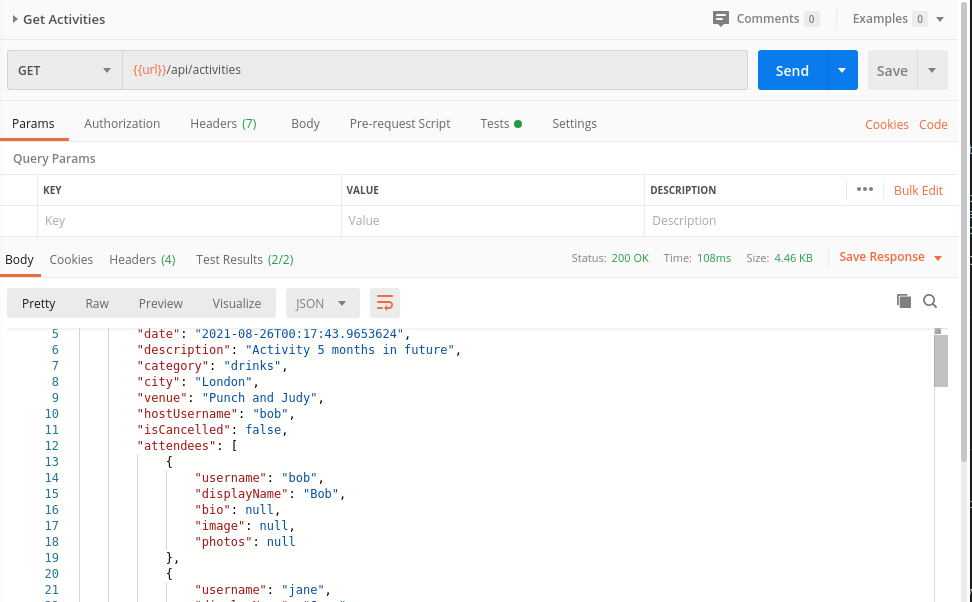 Get Activities Comments 0 Examples 0
GET {{url}}/api/activities Send Save
Params Authorization Headers (7) Body Pre-request Script Tests Settings Cookies Code
Query Params
KEY VALUE DESCRIPTION ••• Bulk Edit
Key Value Description
Body Cookies Headers (4) Test Results (2/2) Status: 200 OK Time: 108ms Size: 4.46 KB Save Response
Pretty Raw Preview Visualize JSON
5 "date": "2021-08-26T00:17:43.9653624",
6 "description": "Activity 5 months in future",
7 "category": "drinks",
8 "city": "London",
9 "venue": "Punch and Judy",
10 "hostUsername": "bob",
11 "isCancelled": false,
12 "attendees": [
13 {
14 "username": "bob",
15 "displayName": "Bob",
16 "bio": null,
17 "image": null,
18 "photos": null
19 },
20 {
21 "username": "jane",